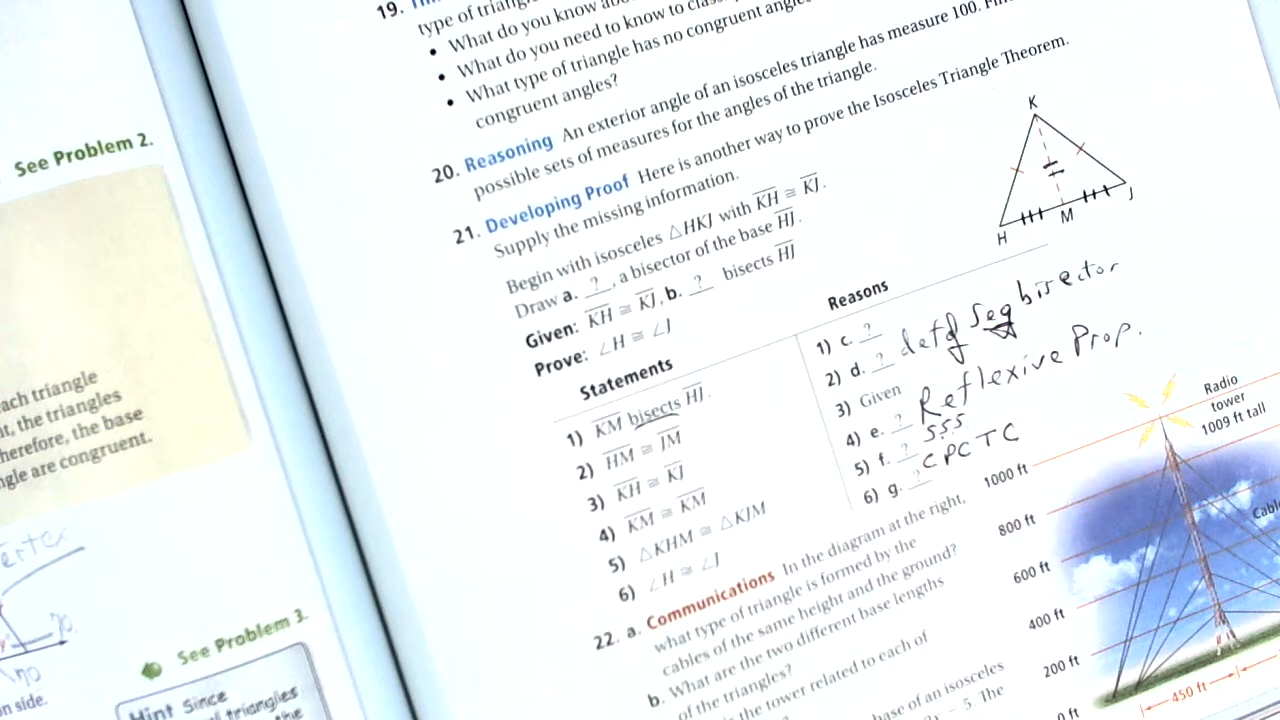 See Problem 2.
ach triangle
t, the triangles
herefore, the base
ngle are congruent.
ertex
70
70
See Problem 3.
n side.
Hint Since
triangles
the
19.
type of
• What do you know
• What do you need to know to
• What type of triangle has no congruent
congruent angles?
20. Reasoning An exterior angle of an isosceles triangle has measure 100.
possible sets of measures for the angles of the triangle.
21. Developing Proof Here is another way to prove the Isosceles Triangle Theorem.
Supply the missing information.
Begin with isosceles △HKJ with KH ≅ KJ.
Draw a. ? , a bisector of the base HJ.
Given: KH ≅ KJ, b. ? bisects HJ
Prove: ∠H ≅ ∠J
K
H
M
J
Statements
Reasons
1) KM bisects HJ.
1) c. ?
2) HM ≅ JM
2) d. ? def of seg bisector
3) KH ≅ KJ
3) Given
4) KM ≅ KM
4) e. ? Reflexive Prop.
5) △KHM ≅ △KJM
5) f. ? SSS
6) ∠H ≅ ∠J
6) g. ? CPCTC
22. a. Communications In the diagram at the right,
what type of triangle is formed by the
cables of the same height and the ground?
b. What are the two different base lengths
of the triangles?
the tower related to each of
base of an isosceles
5. The
Radio
tower
1009 ft tall
1000 ft
800 ft
600 ft
400 ft
200 ft
0 ft
450 ft
Cable